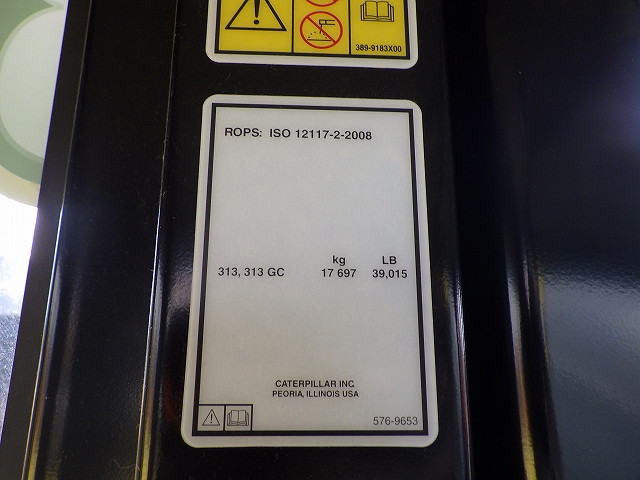 389-9183X00
ROPS: ISO 12117-2-2008
kg LB
313, 313 GC 17 697 39,015
CATERPILLAR INC
PEORIA, ILLINOIS USA
576-9653